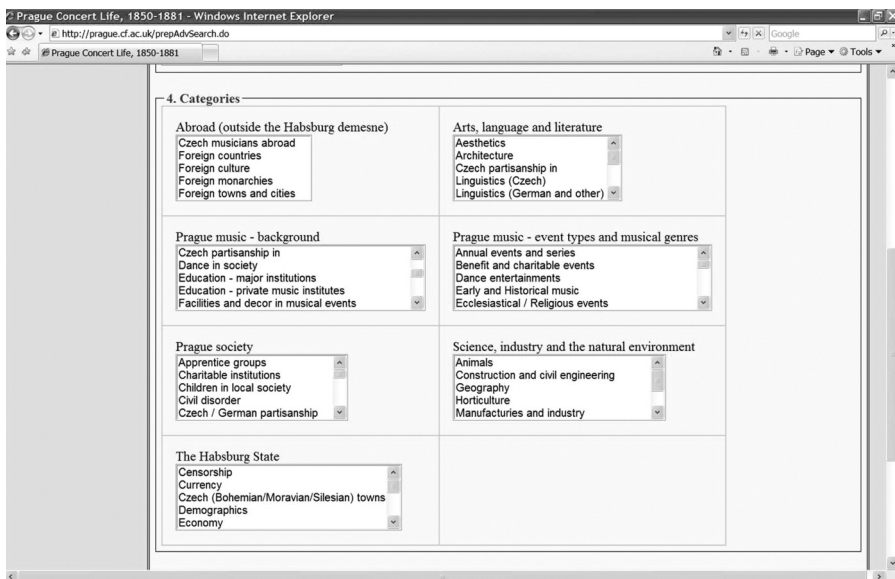 Prague Concert Life, 1850-1881 - Windows Internet Explorer
http://prague.cf.ac.uk/prepAdvSearch.do
Google
Prague Concert Life, 1850-1881
Page
Tools
4. Categories
Abroad (outside the Habsburg demesne)
Czech musicians abroad
Foreign countries
Foreign culture
Foreign monarchies
Foreign towns and cities
Arts, language and literature
Aesthetics
Architecture
Czech partisanship in
Linguistics (Czech)
Linguistics (German and other)
Prague music - background
Czech partisanship in
Dance in society
Education - major institutions
Education - private music institutes
Facilities and decor in musical events
Prague music - event types and musical genres
Annual events and series
Benefit and charitable events
Dance entertainments
Early and Historical music
Ecclesiastical / Religious events
Prague society
Apprentice groups
Charitable institutions
Children in local society
Civil disorder
Czech / German partisanship
Science, industry and the natural environment
Animals
Construction and civil engineering
Geography
Horticulture
Manufacturies and industry
The Habsburg State
Censorship
Currency
Czech (Bohemian/Moravian/Silesian) towns
Demographics
Economy